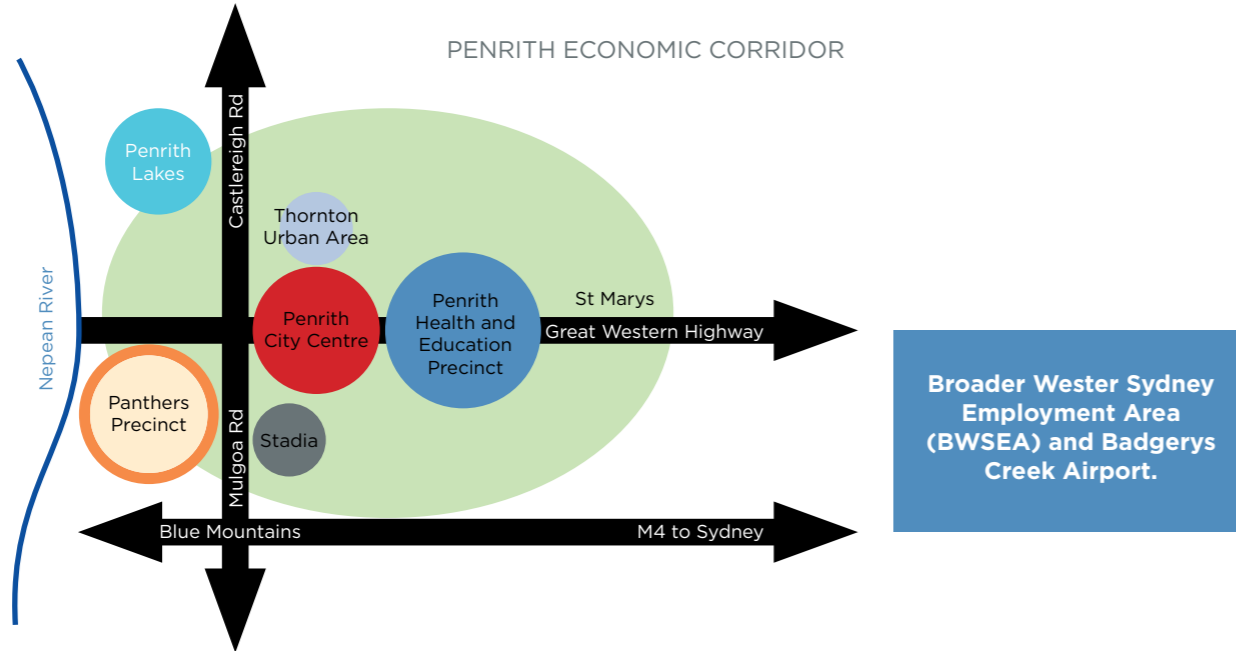 PENRITH ECONOMIC CORRIDOR
Castlereigh Rd
Penrith
Lakes
Thornton
Urban Area
Nepean River
Penrith
City Centre
Penrith
Health and
Education
Precinct
St Marys
Great Western Highway
Panthers
Precinct
Mulgoa Rd
Stadia
Broader Wester Sydney
Employment Area
(BWSEA) and Badgerys
Creek Airport.
Blue Mountains
M4 to Sydney